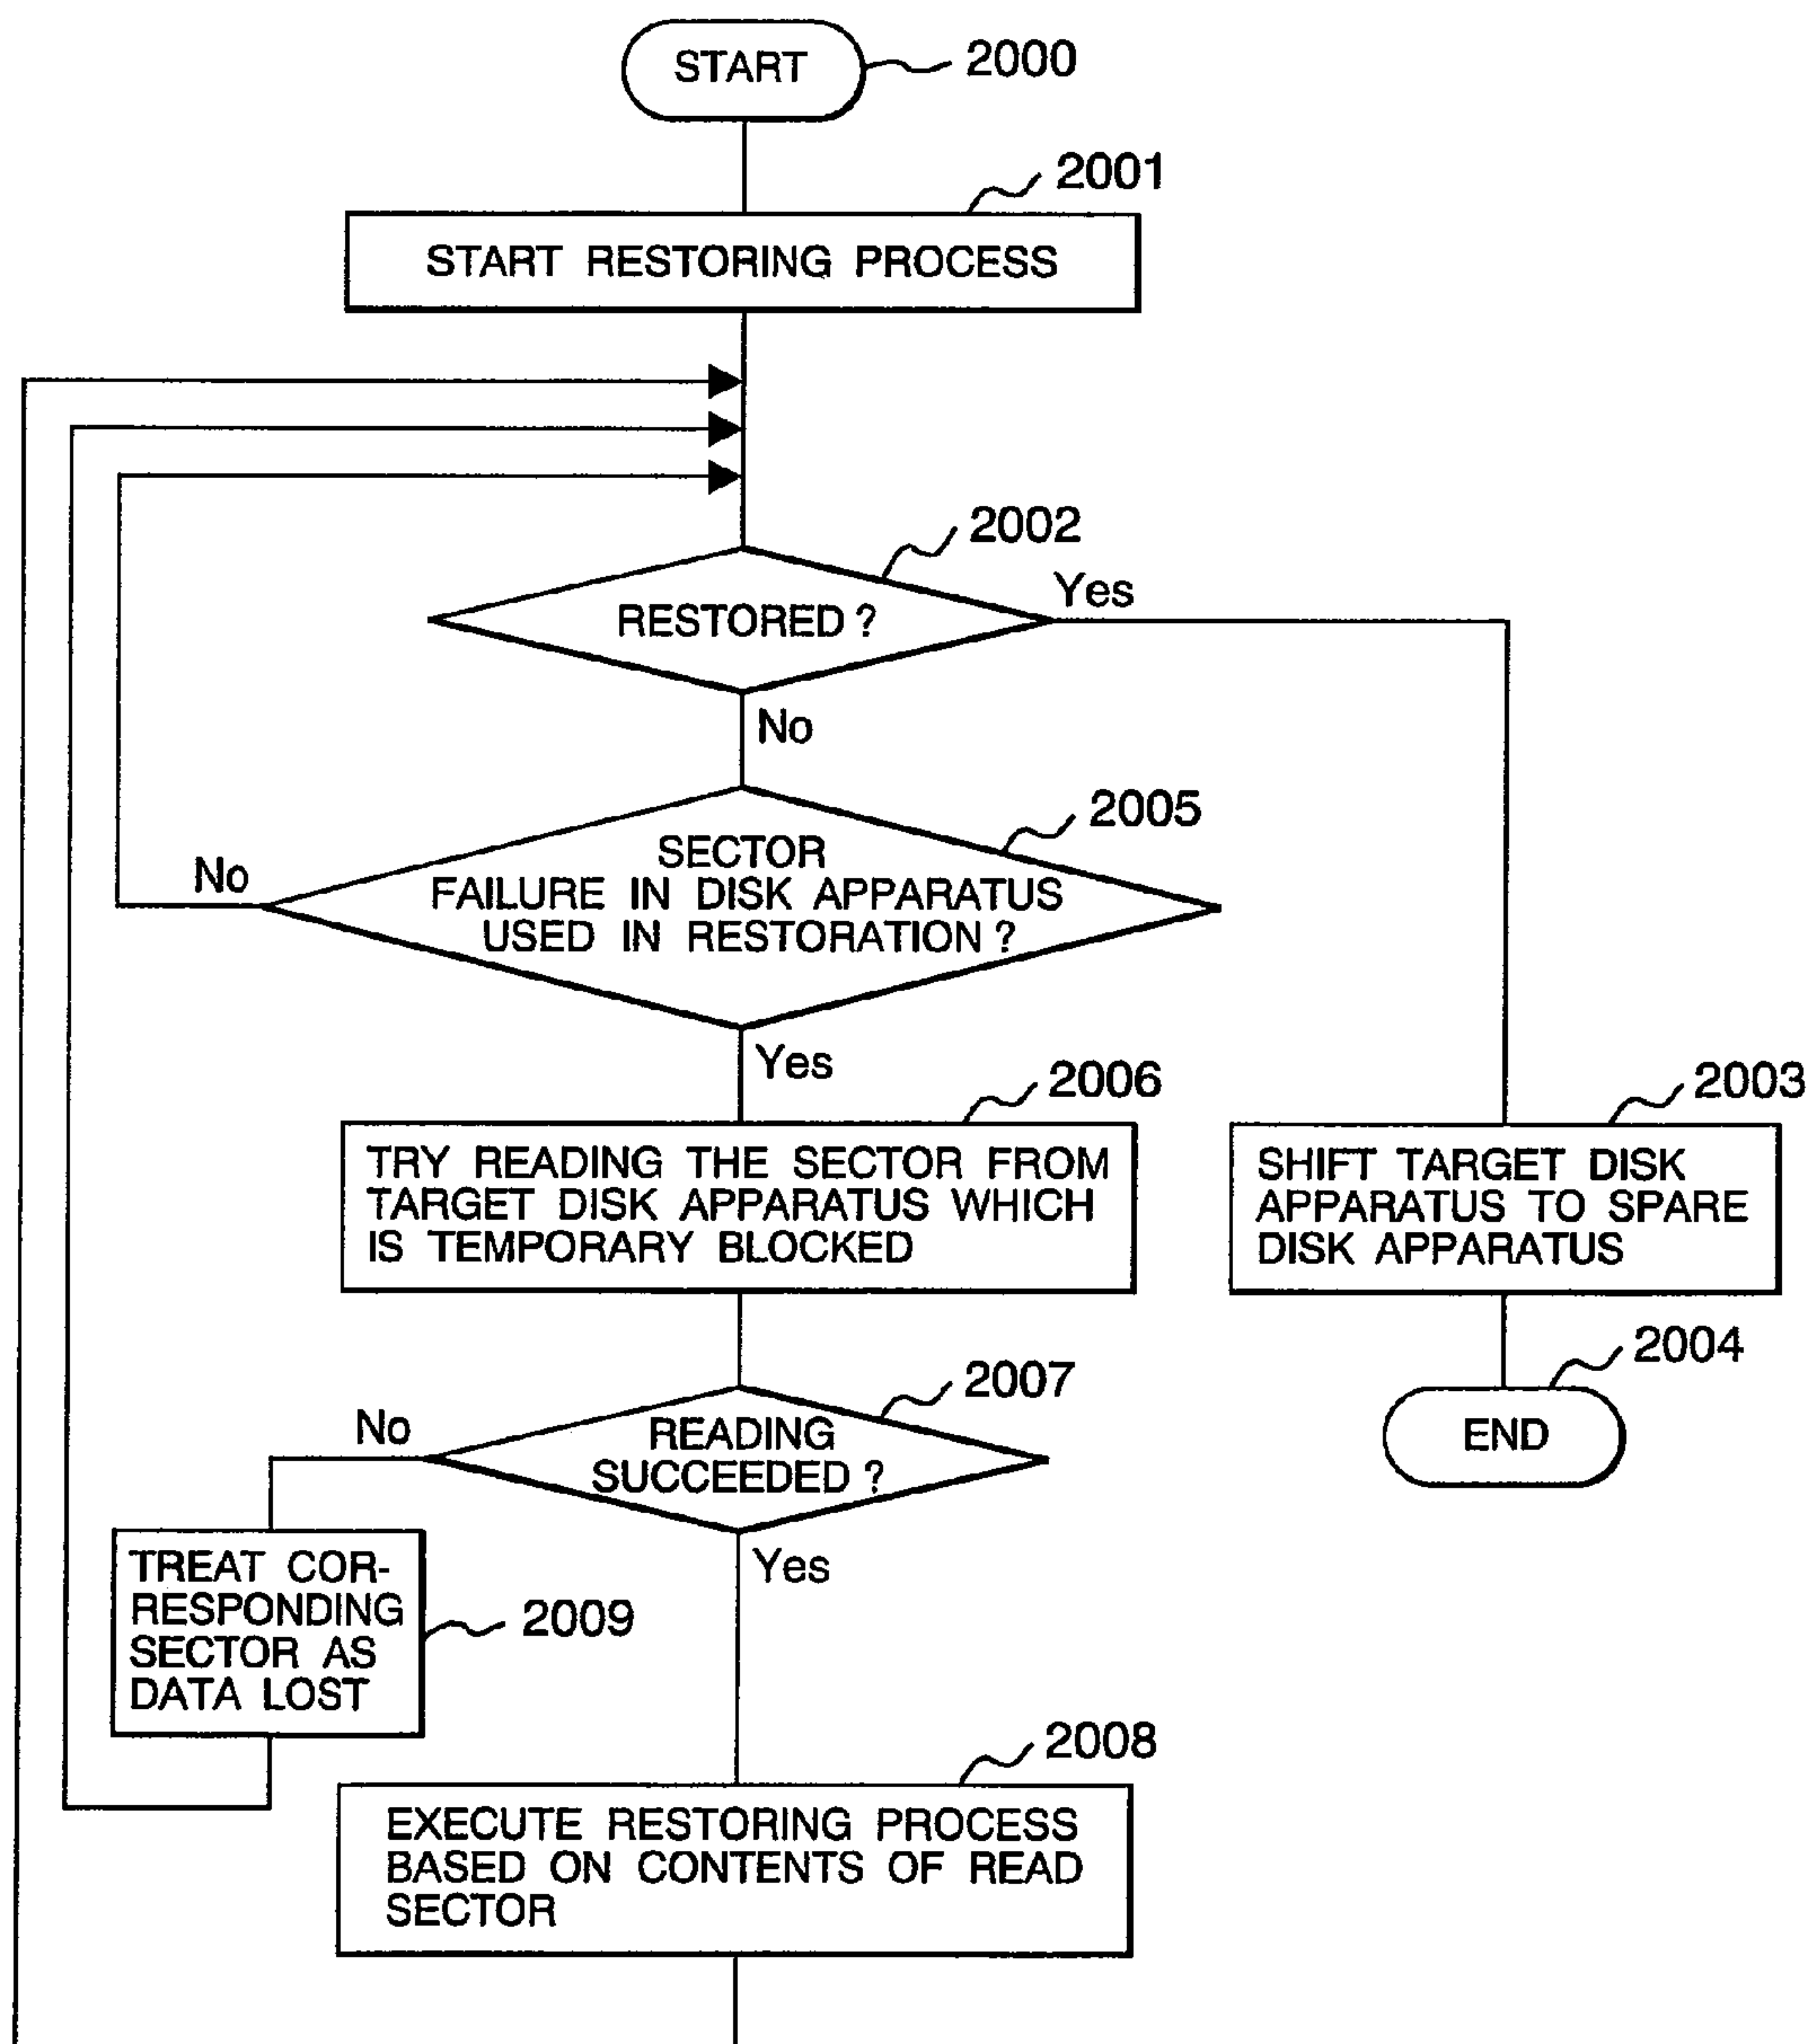 START
2000
2001
START RESTORING PROCESS
2002
RESTORED ?
Yes
No
2005
SECTOR
FAILURE IN DISK APPARATUS
USED IN RESTORATION ?
No
Yes
2006
TRY READING THE SECTOR FROM
TARGET DISK APPARATUS WHICH
IS TEMPORARY BLOCKED
2003
SHIFT TARGET DISK
APPARATUS TO SPARE
DISK APPARATUS
2004
END
2007
READING
SUCCEEDED ?
No
Yes
TREAT COR-
RESPONDING
SECTOR AS
DATA LOST
2009
2008
EXECUTE RESTORING PROCESS
BASED ON CONTENTS OF READ
SECTOR